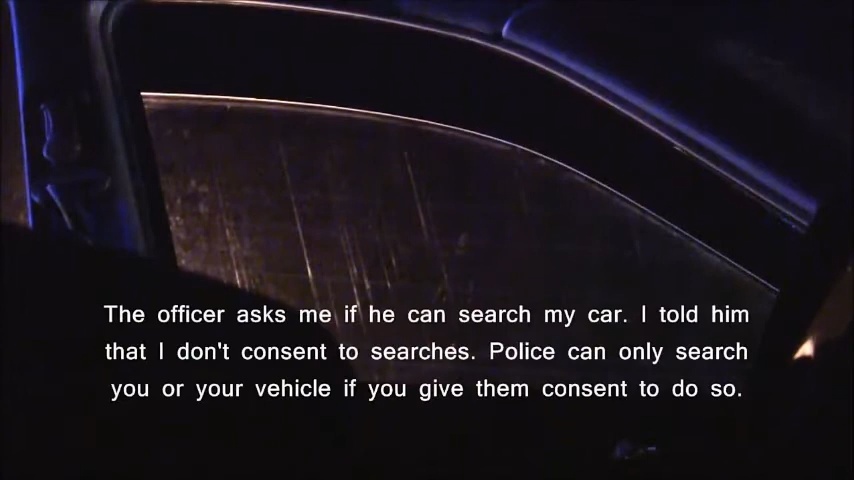 The officer asks me if he can search my car. I told him
that I don't consent to searches. Police can only search
you or your vehicle if you give them consent to do so.